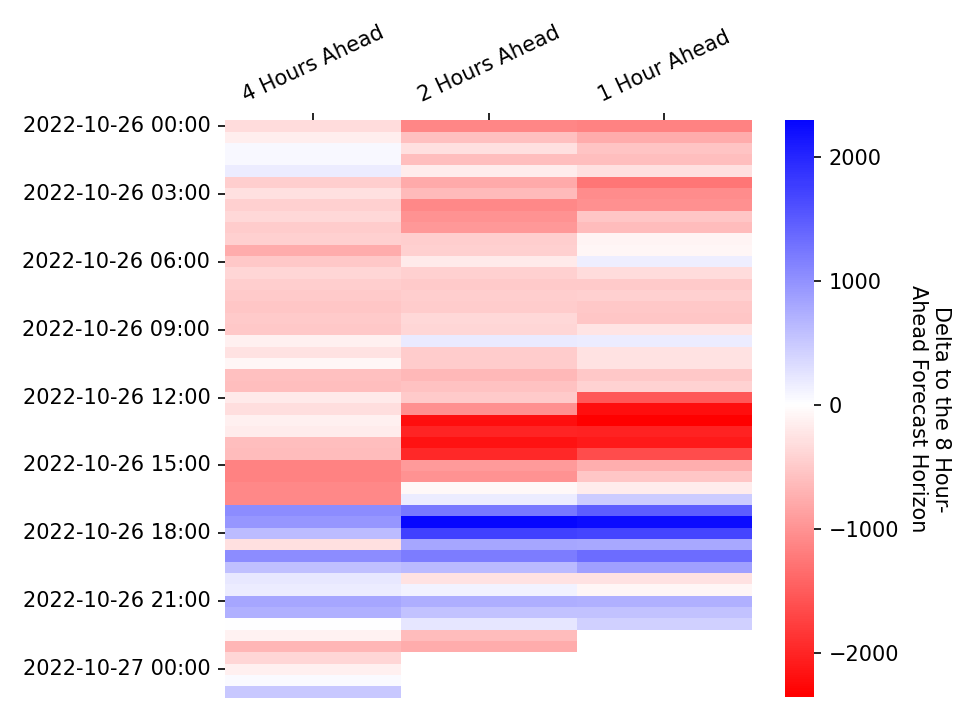 4 Hours Ahead
2 Hours Ahead
1 Hour Ahead
2022-10-26 00:00
2022-10-26 03:00
2022-10-26 06:00
2022-10-26 09:00
2022-10-26 12:00
2022-10-26 15:00
2022-10-26 18:00
2022-10-26 21:00
2022-10-27 00:00
2000
1000
0
−1000
−2000
Delta to the 8 Hour-
Ahead Forecast Horizon